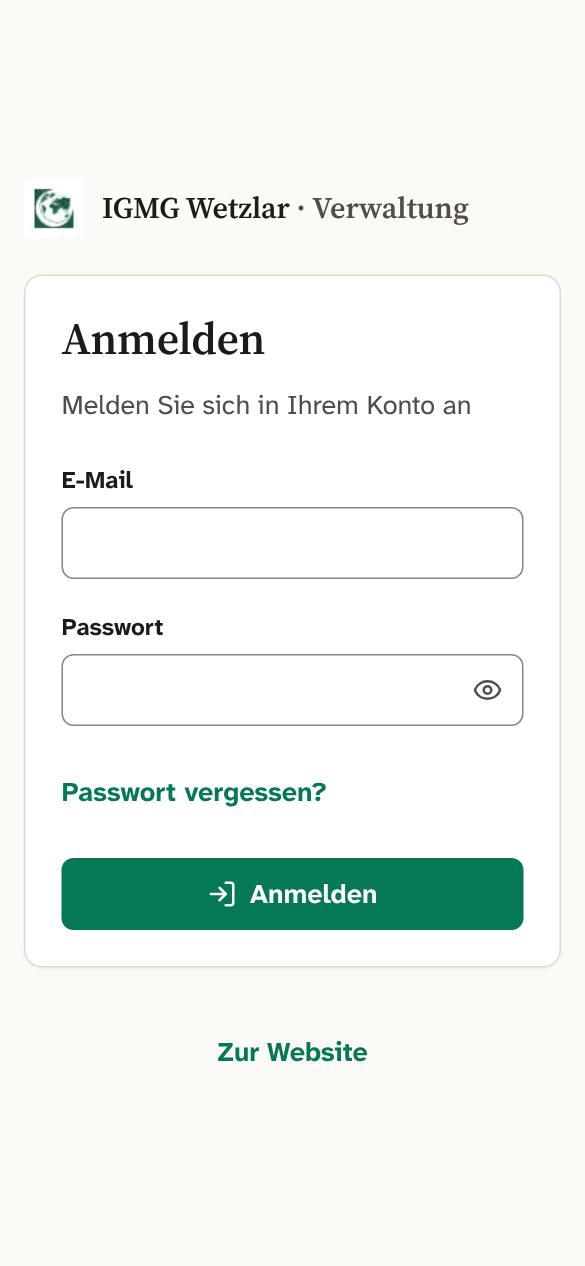 IGMG Wetzlar · Verwaltung
Anmelden
Melden Sie sich in Ihrem Konto an
E-Mail
Passwort
Passwort vergessen?
Anmelden
Zur Website